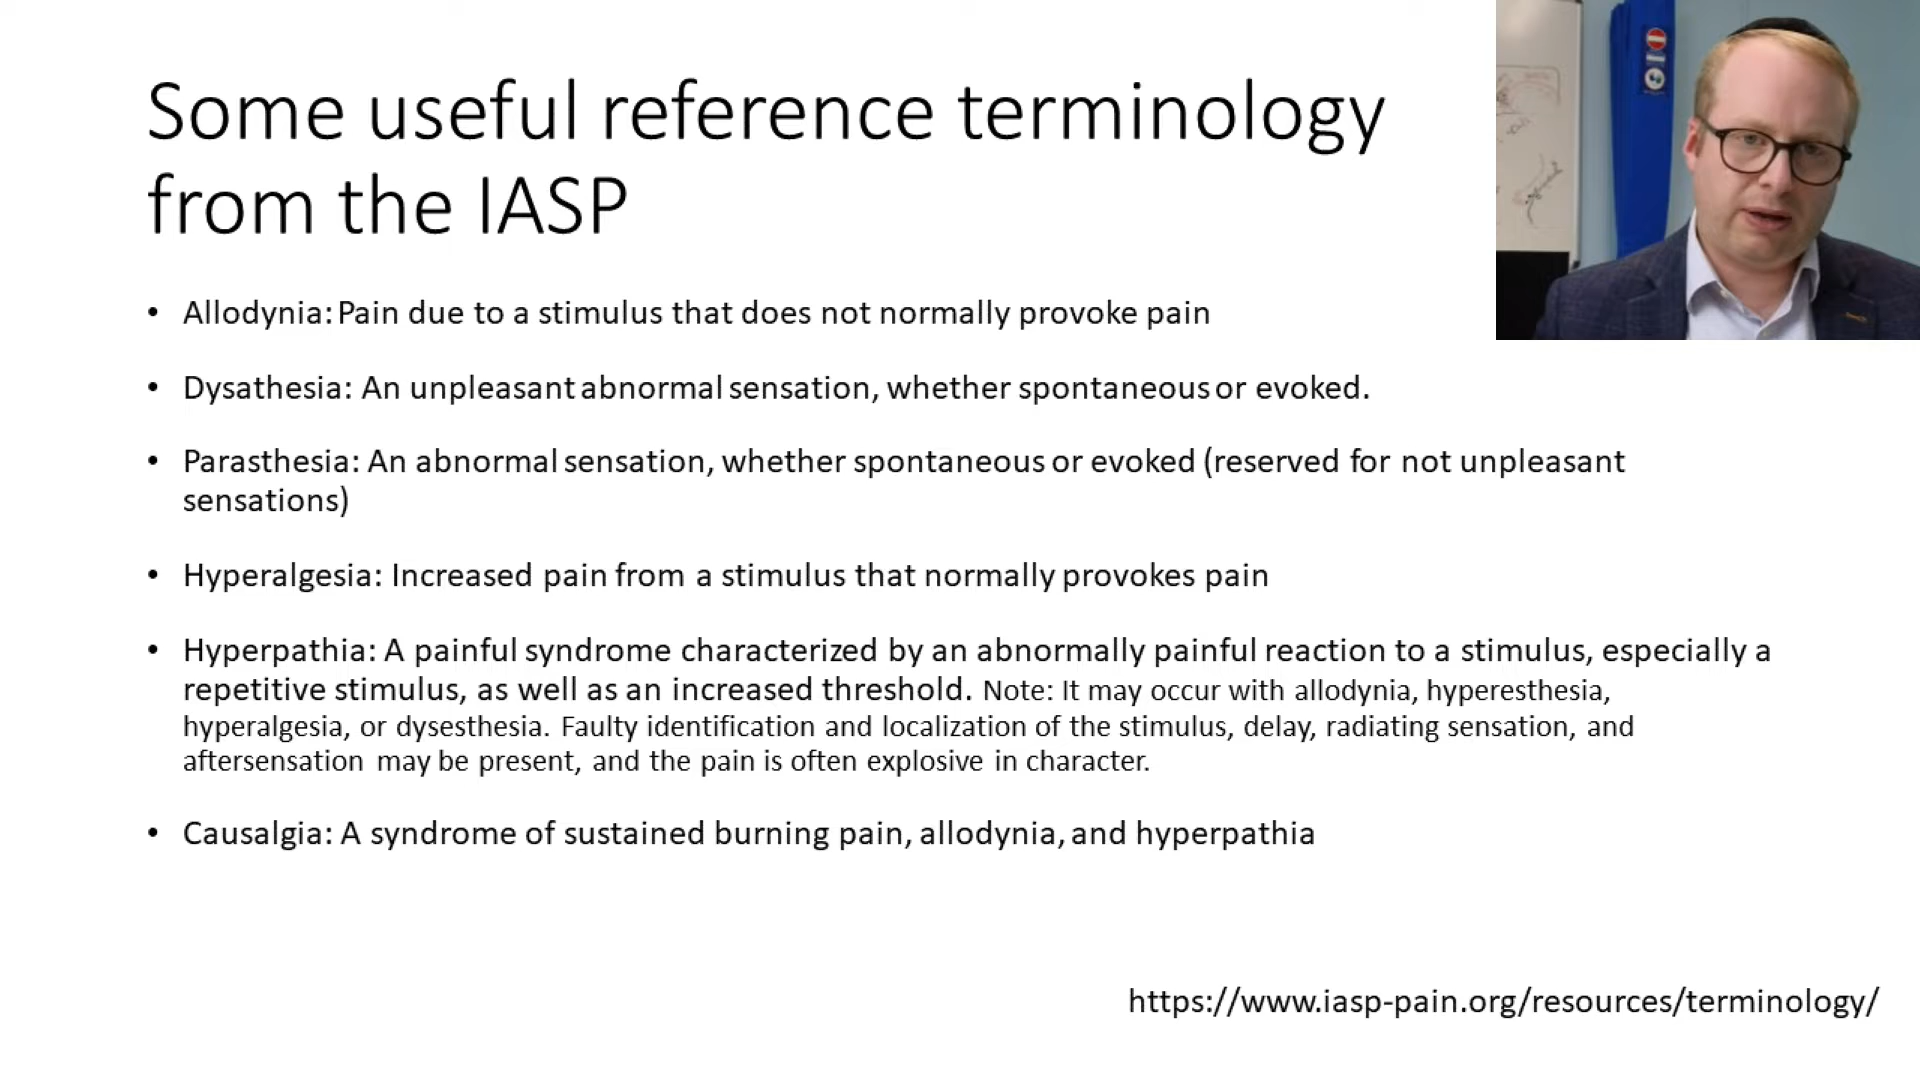 Some useful reference terminology
from the IASP
• Allodynia: Pain due to a stimulus that does not normally provoke pain
• Dysathesia: An unpleasant abnormal sensation, whether spontaneous or evoked.
• Parasthesia: An abnormal sensation, whether spontaneous or evoked (reserved for not unpleasant
sensations)
• Hyperalgesia: Increased pain from a stimulus that normally provokes pain
• Hyperpathia: A painful syndrome characterized by an abnormally painful reaction to a stimulus, especially a
repetitive stimulus, as well as an increased threshold. Note: It may occur with allodynia, hyperesthesia,
hyperalgesia, or dysesthesia. Faulty identification and localization of the stimulus, delay, radiating sensation, and
aftersensation may be present, and the pain is often explosive in character.
• Causalgia: A syndrome of sustained burning pain, allodynia, and hyperpathia
https://www.iasp-pain.org/resources/terminology/